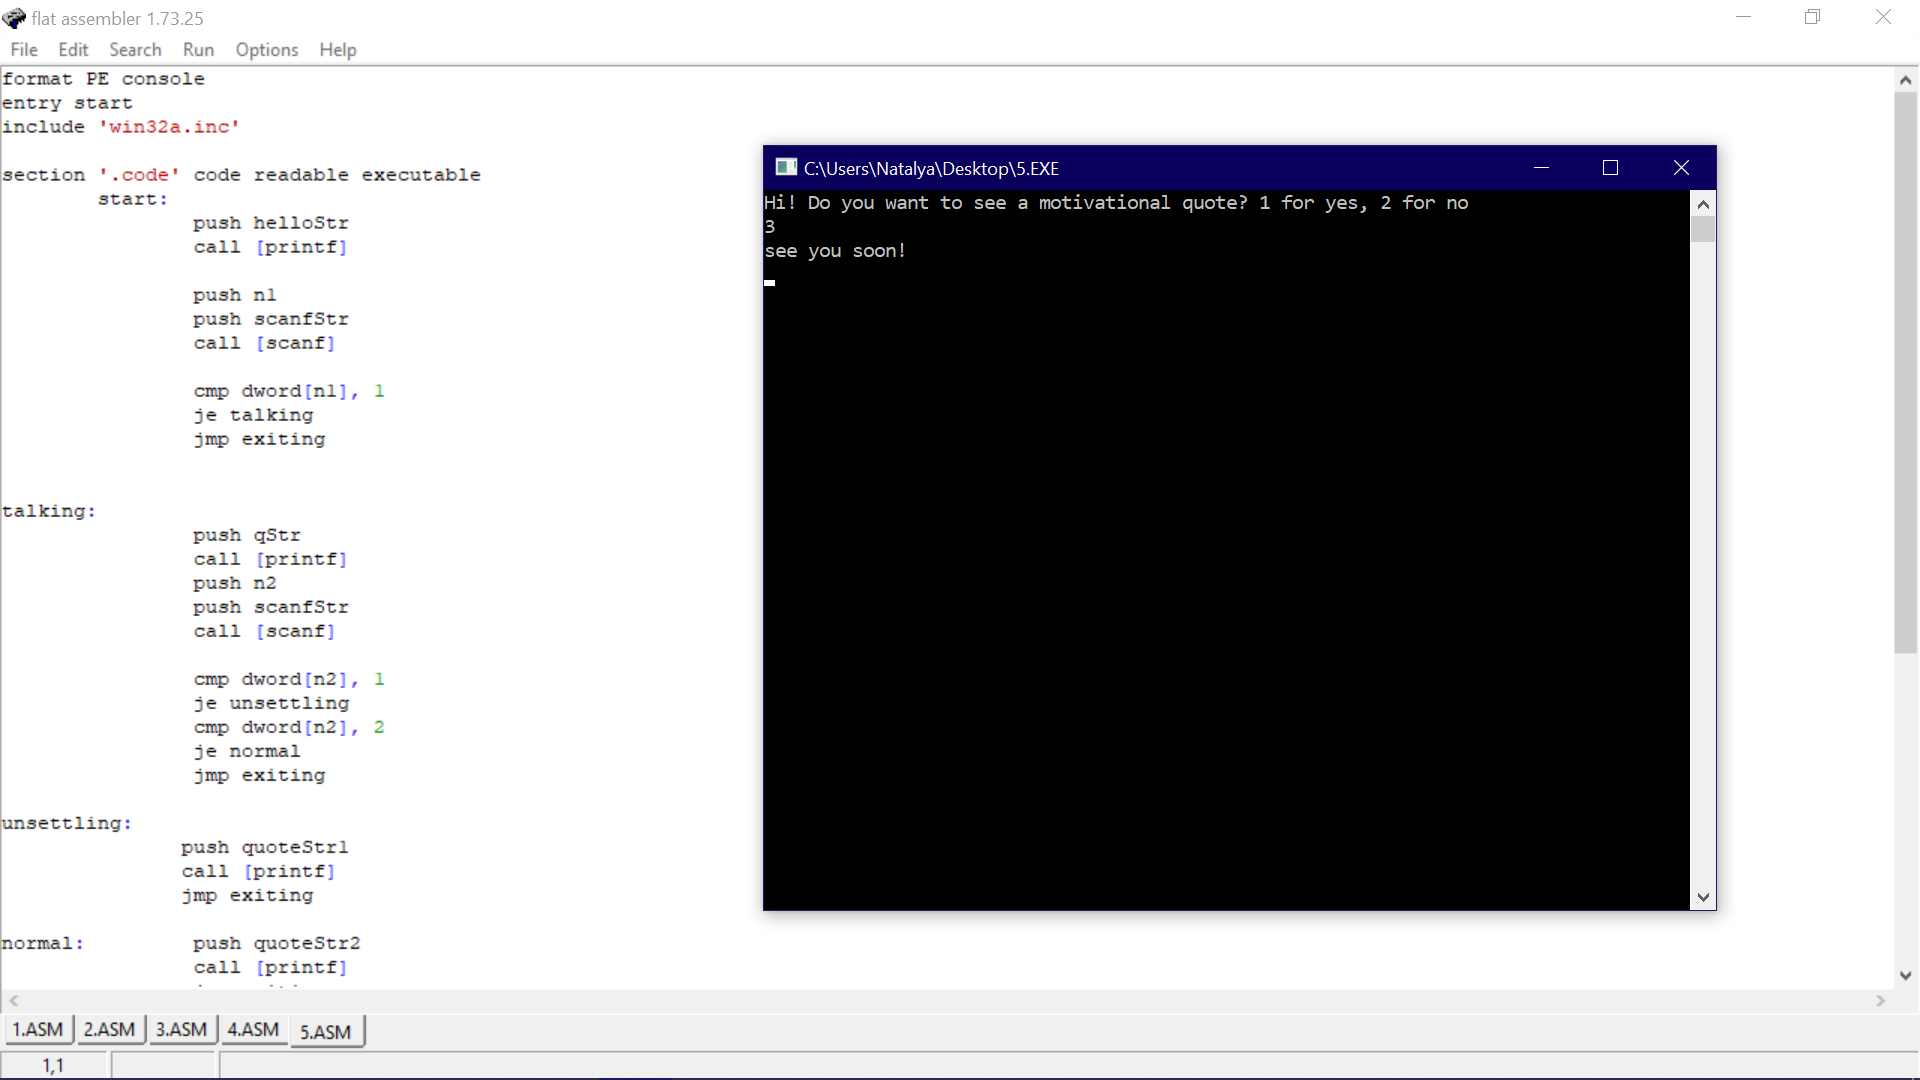 flat assembler 1.73.25
File Edit Search Run Options Help
format PE console
entry start
include 'win32a.inc'
section '.code' code readable executable
start:
push helloStr
call [printf]
push n1
push scanfStr
call [scanf]
cmp dword[n1], 1
je talking
jmp exiting
talking:
push qStr
call [printf]
push n2
push scanfStr
call [scanf]
cmp dword[n2], 1
je unsettling
cmp dword[n2], 2
je normal
jmp exiting
unsettling:
push quoteStr1
call [printf]
jmp exiting
normal: push quoteStr2
call [printf]
C:\Users\Natalya\Desktop\5.EXE
Hi! Do you want to see a motivational quote? 1 for yes, 2 for no
3
see you soon!
1.ASM 2.ASM 3.ASM 4.ASM 5.ASM
1,1